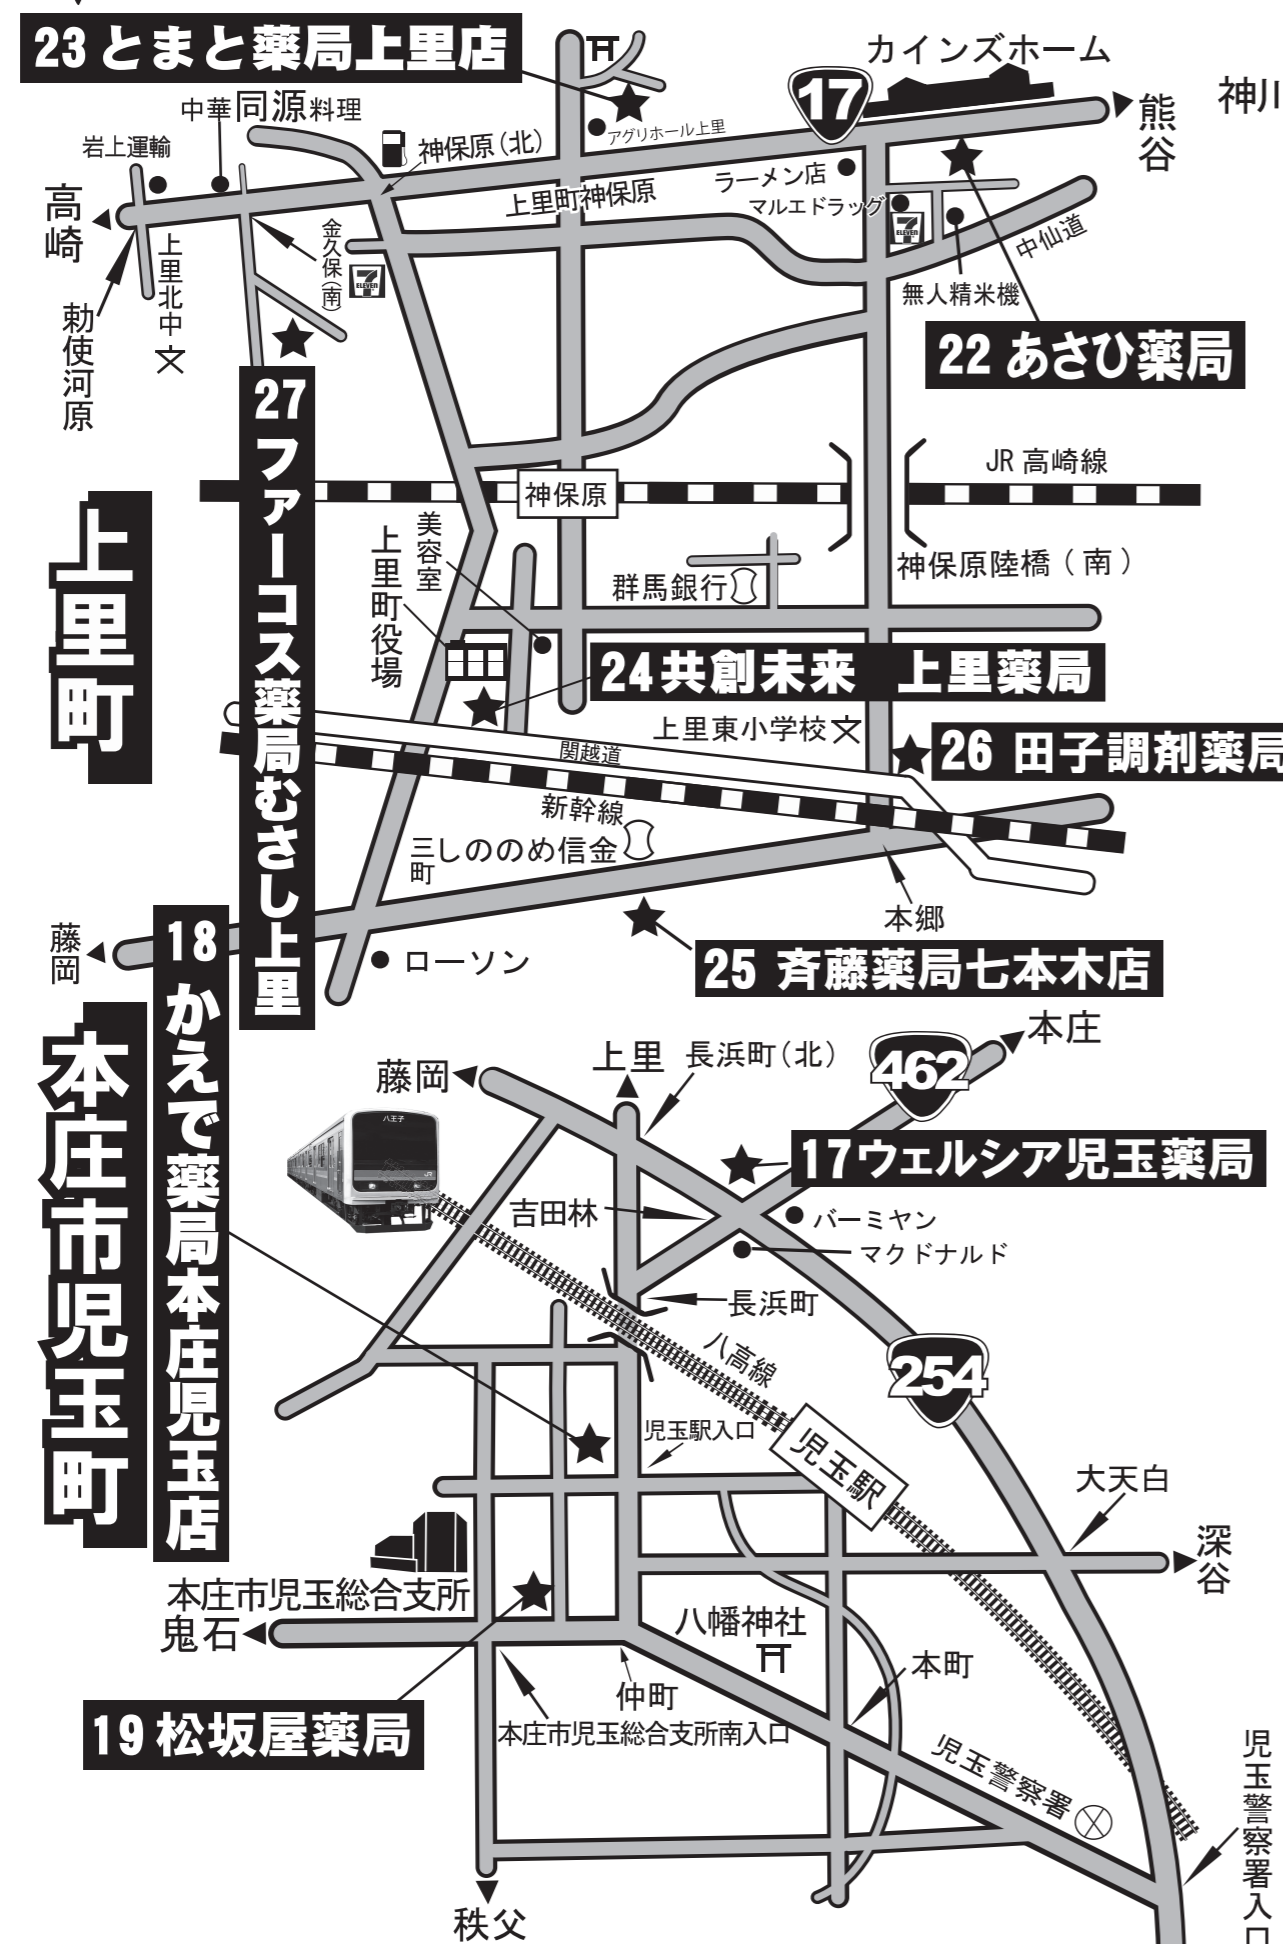 23 とまと薬局上里店
カインズホーム
神川
17
熊谷
中華同源料理
岩上運輸
神保原(北)
アグリホール上里
ラーメン店
マルエドラッグ
上里町神保原
高崎
上里北中
金久保(南)
7
ELEVEN
7
ELEVEN
中仙道
無人精米機
勅使河原
22 あさひ薬局
27 ファーコス薬局むさし上里
JR 高崎線
神保原
上里町
美容室
上里町役場
群馬銀行
神保原陸橋(南)
24 共創未来 上里薬局
上里東小学校
26 田子調剤薬局
関越道
新幹線
三町
しののめ信金
本郷
藤岡
ローソン
25 斉藤薬局七本木店
18 かえで薬局本庄児玉店
本庄市児玉町
藤岡
上里
長浜町(北)
462
本庄
八王子
JR
17 ウェルシア児玉薬局
吉田林
バーミヤン
マクドナルド
長浜町
八高線
254
児玉駅入口
児玉駅
大天白
深谷
本庄市児玉総合支所
鬼石
八幡神社
本町
仲町
本庄市児玉総合支所南入口
19 松坂屋薬局
児玉警察署
児玉警察署入口
秩父